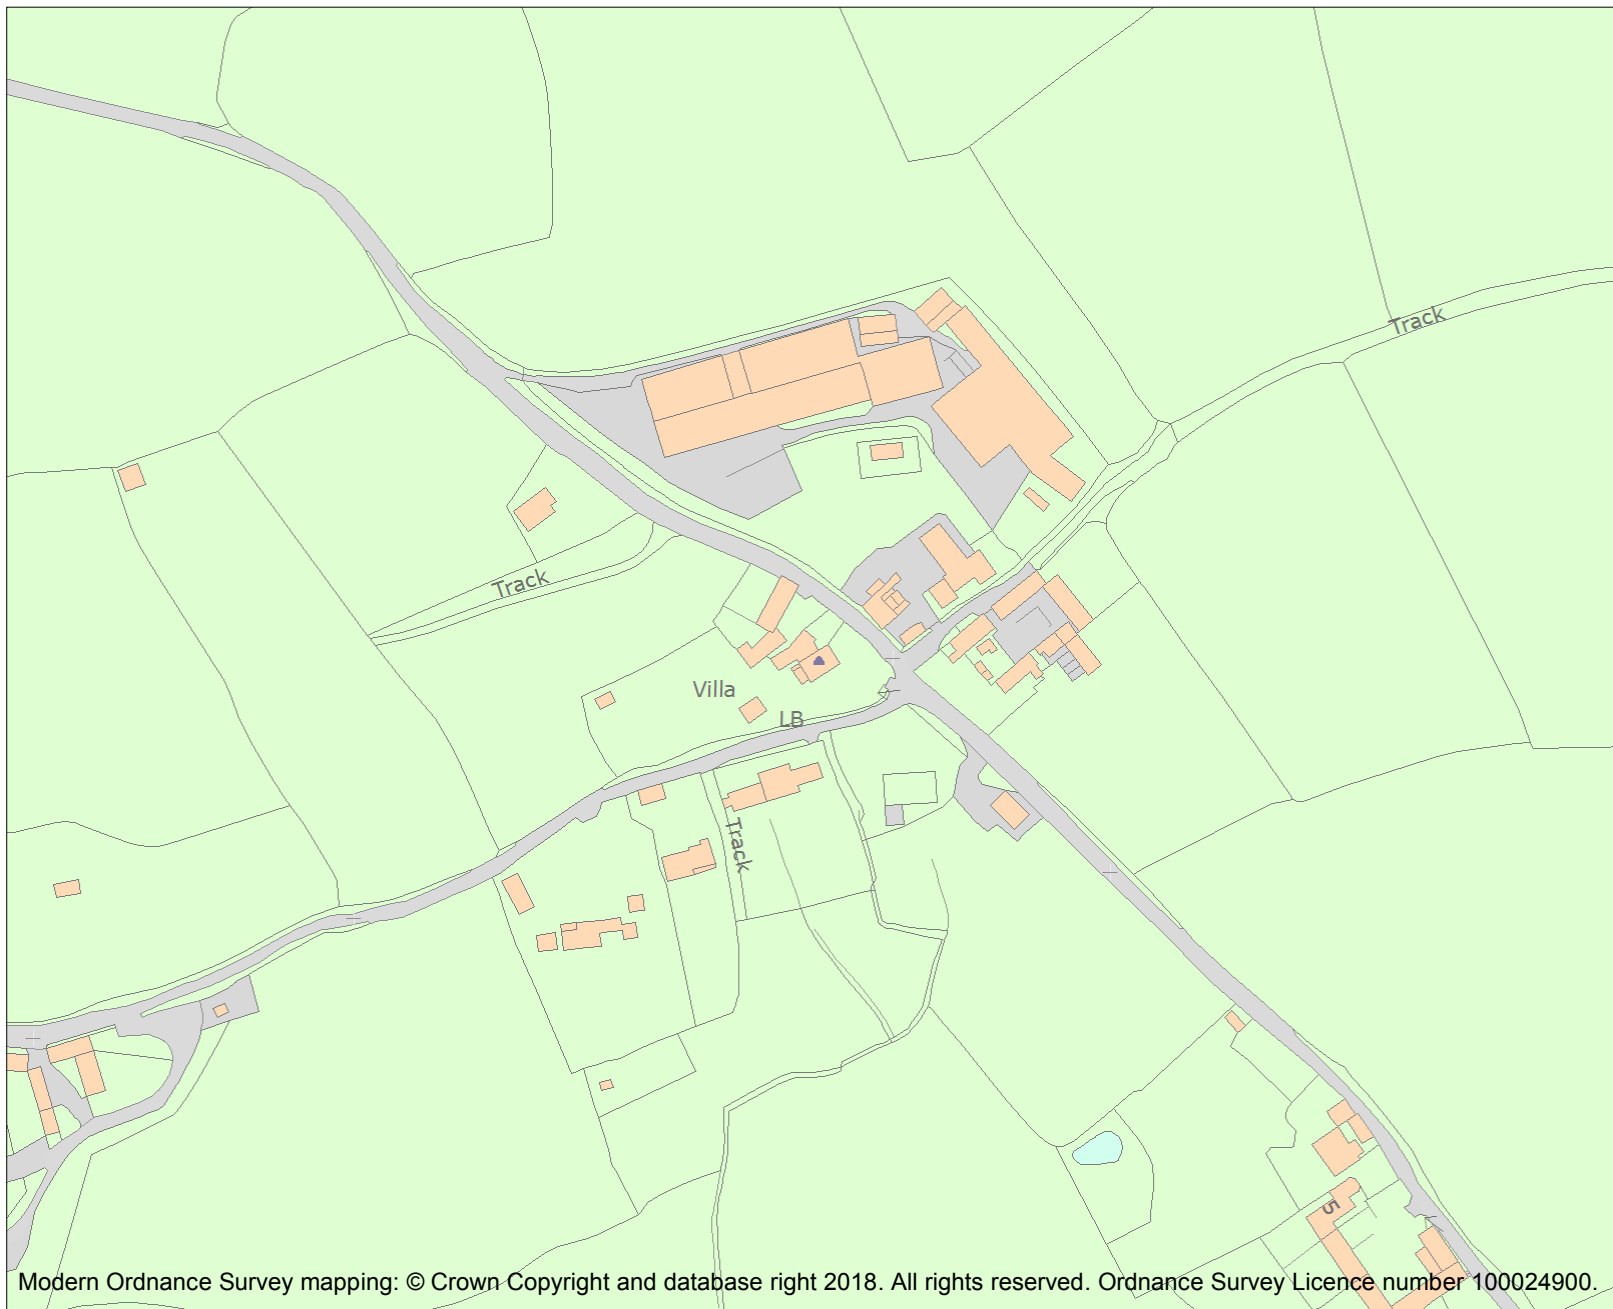 Track
Track
Villa
LB
Track
5
Modern Ordnance Survey mapping: © Crown Copyright and database right 2018. All rights reserved. Ordnance Survey Licence number 100024900.